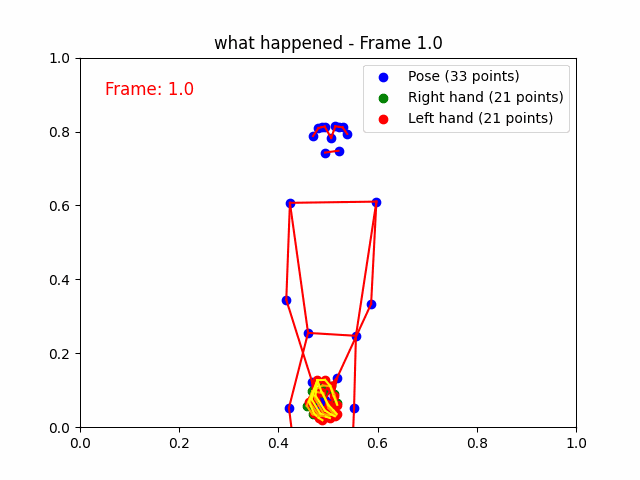 what happened - Frame 1.0
Frame: 1.0
Pose (33 points)
Right hand (21 points)
Left hand (21 points)
1.0
0.8
0.6
0.4
0.2
0.0
0.0 0.2 0.4 0.6 0.8 1.0